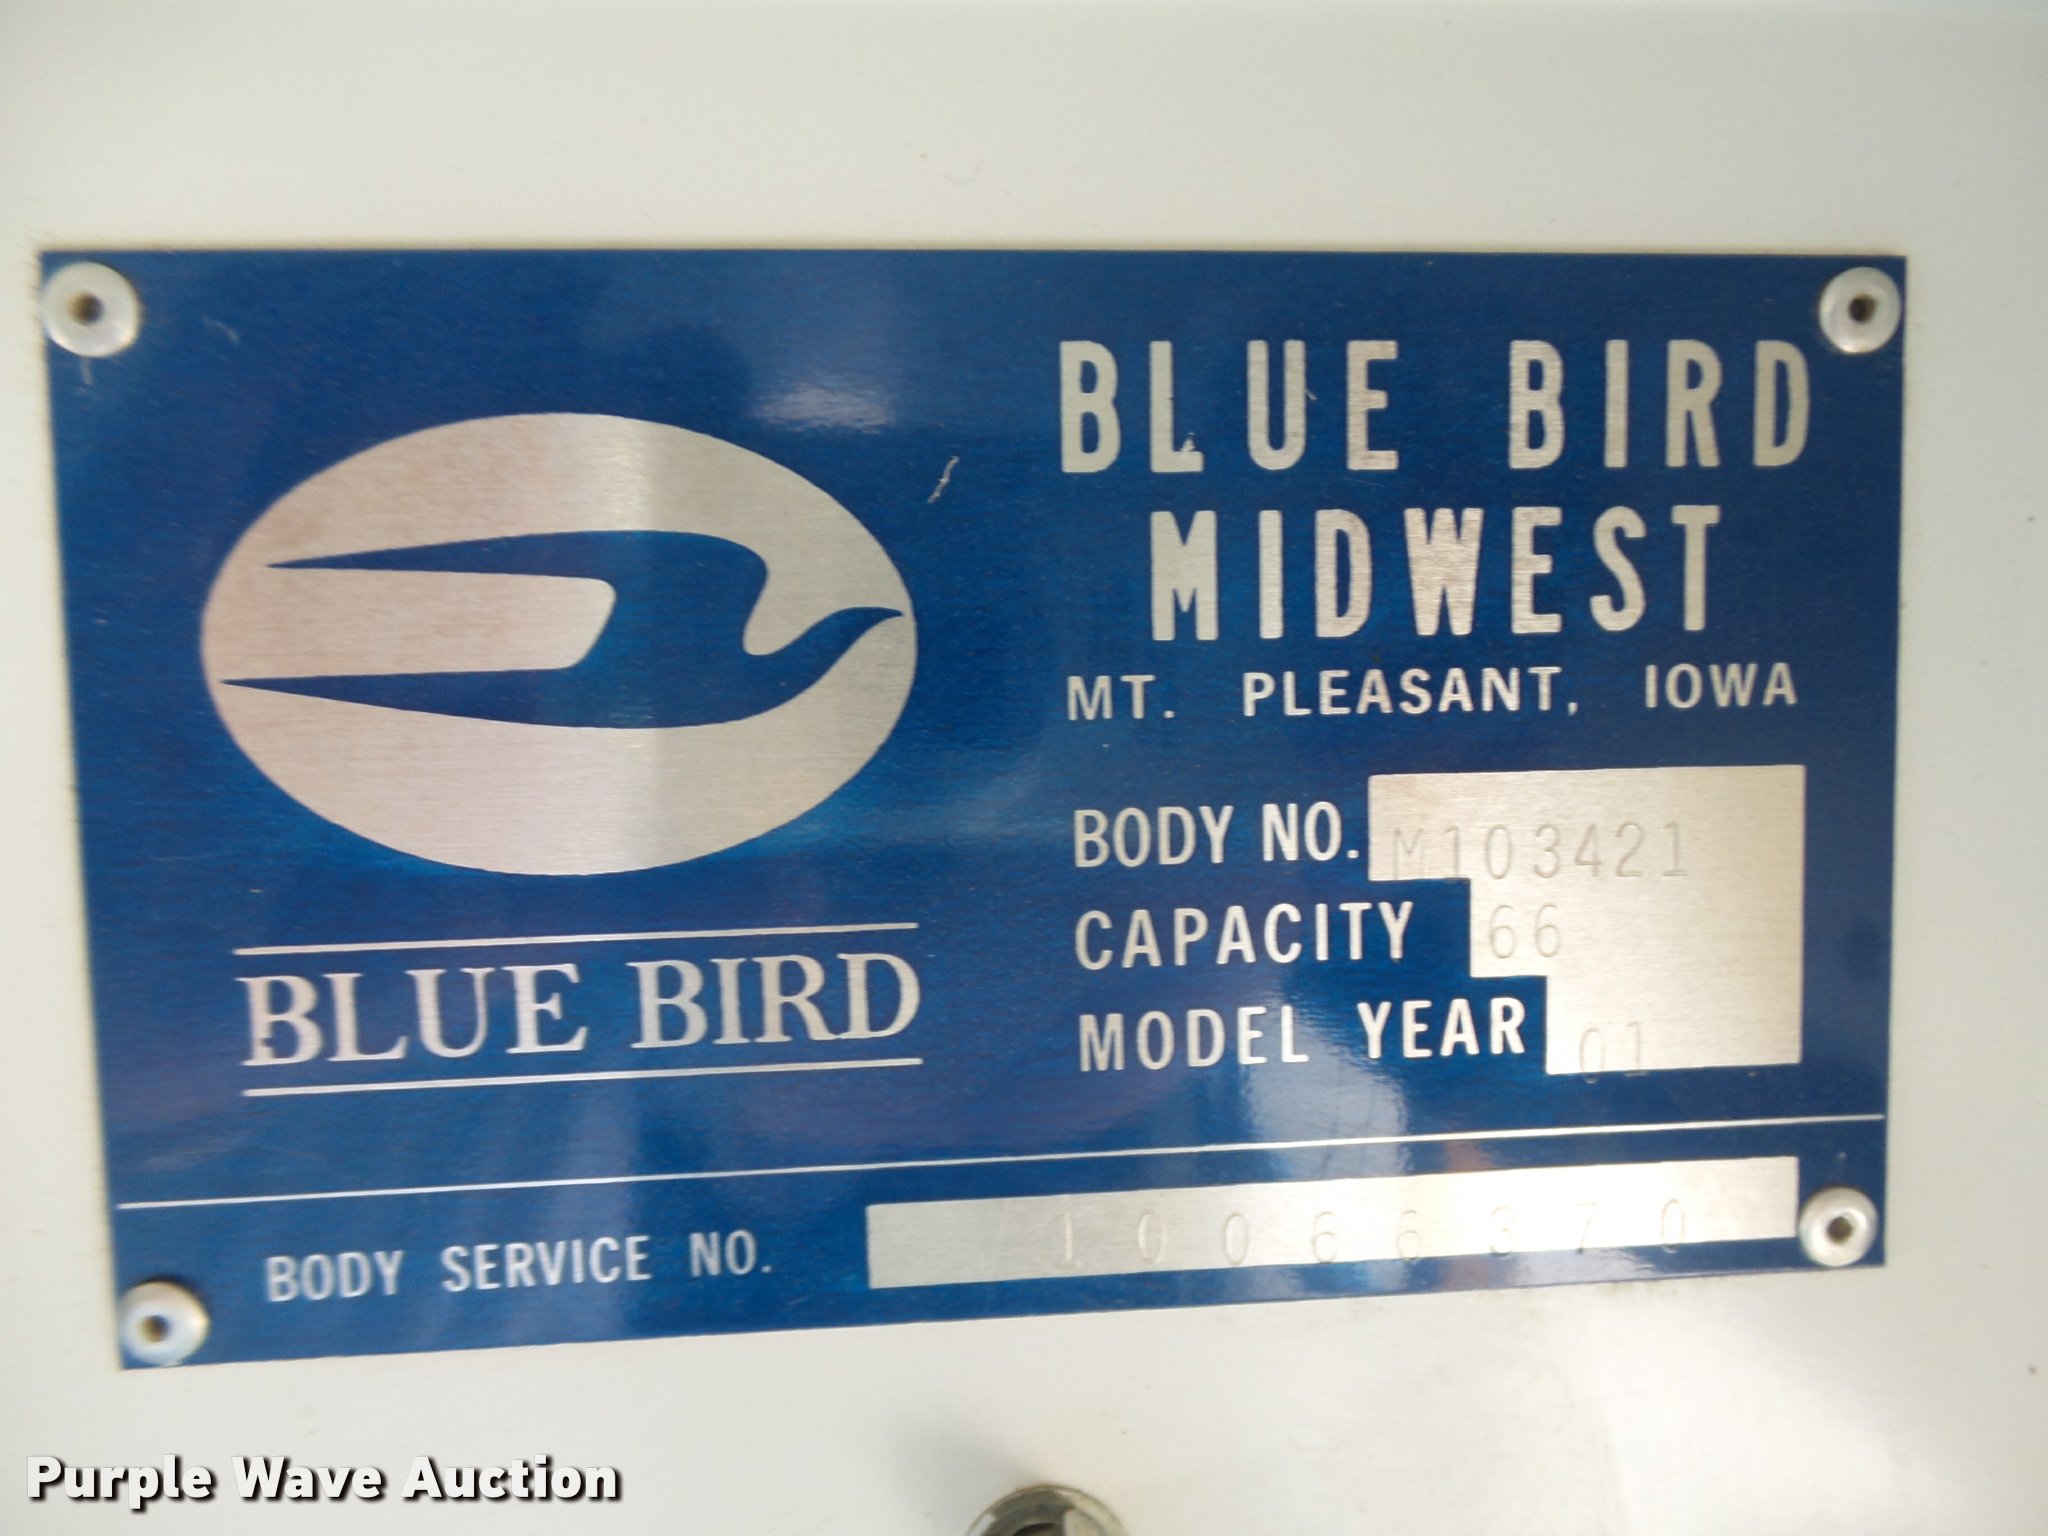 BLUE BIRD
MIDWEST
MT. PLEASANT, IOWA
BODY NO. M103421
CAPACITY 66
MODEL YEAR 01
BLUE BIRD
BODY SERVICE NO. 10066370
Purple Wave Auction